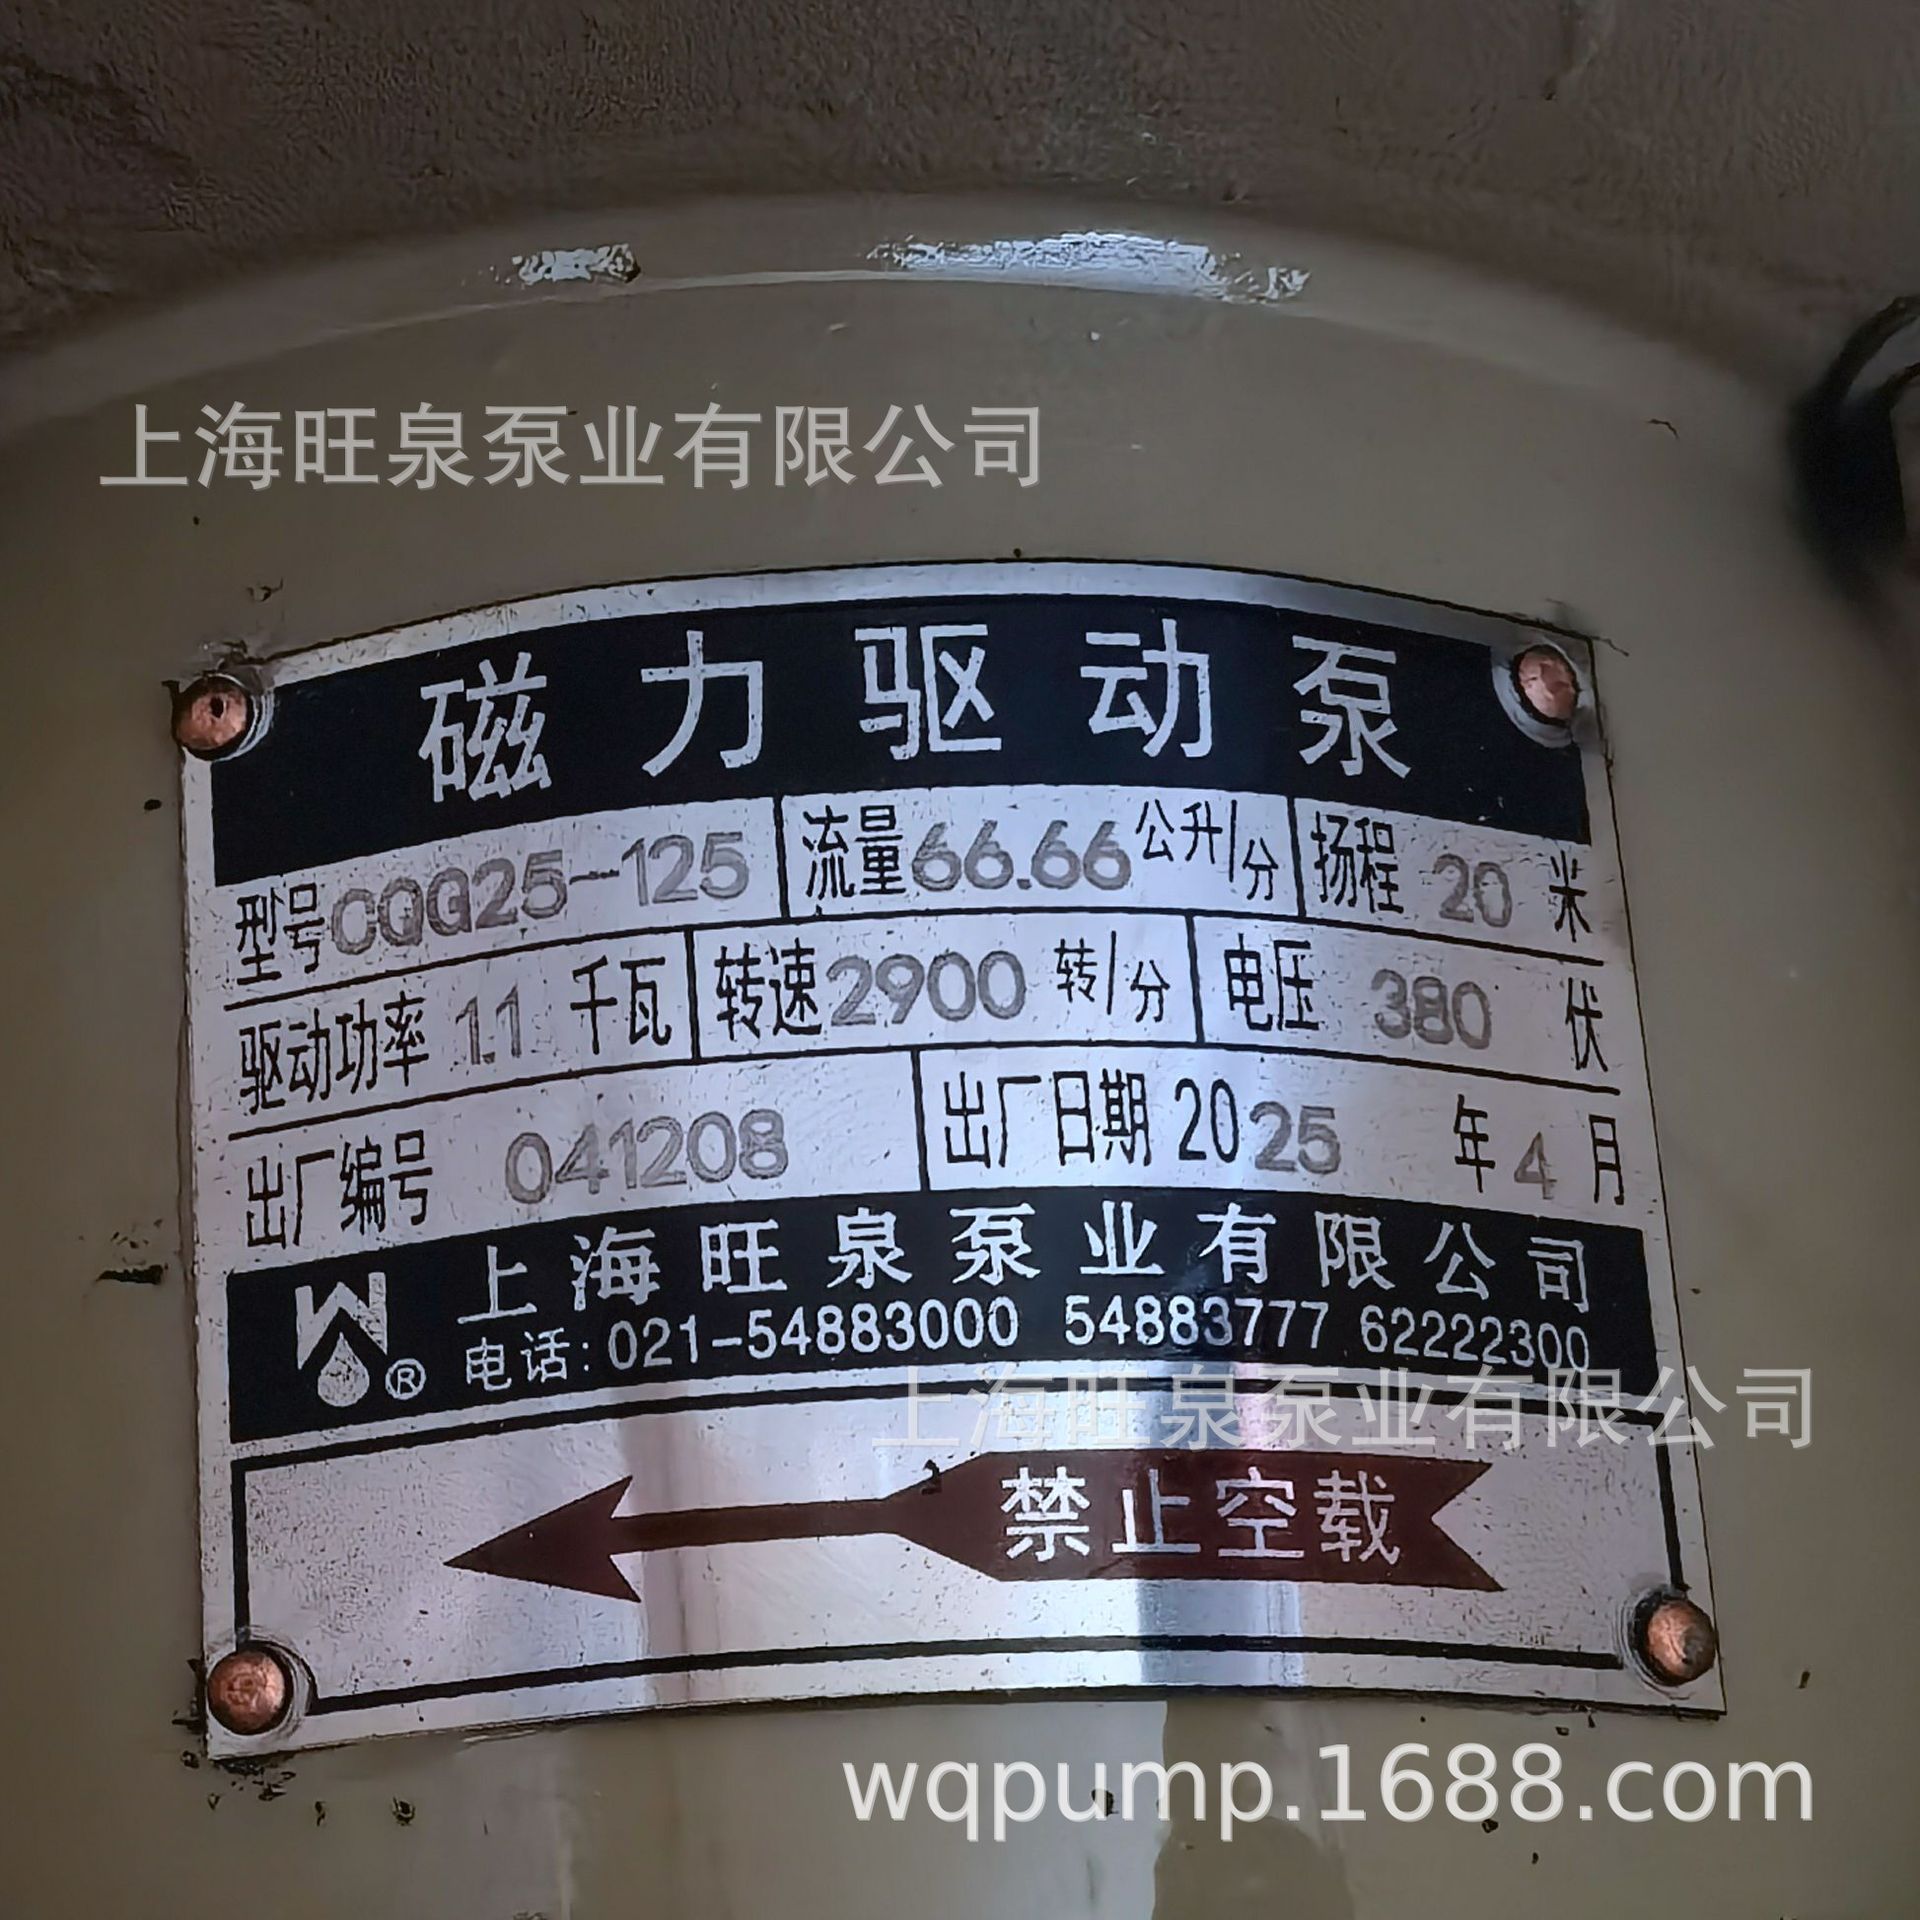 上海旺泉泵业有限公司
磁力驱动泵
型号CQG25-125 流量66.66公升/分 扬程 20 米
驱动功率 1.1 千瓦 转速2900 转/分 电压 380 伏
出厂编号 041208 出厂日期 2025 年 4 月
上海旺泉泵业有限公司
® 电话:021-54883000 54883777 62222300
上海旺泉泵业有限公司
禁止空载
wqpump.1688.com